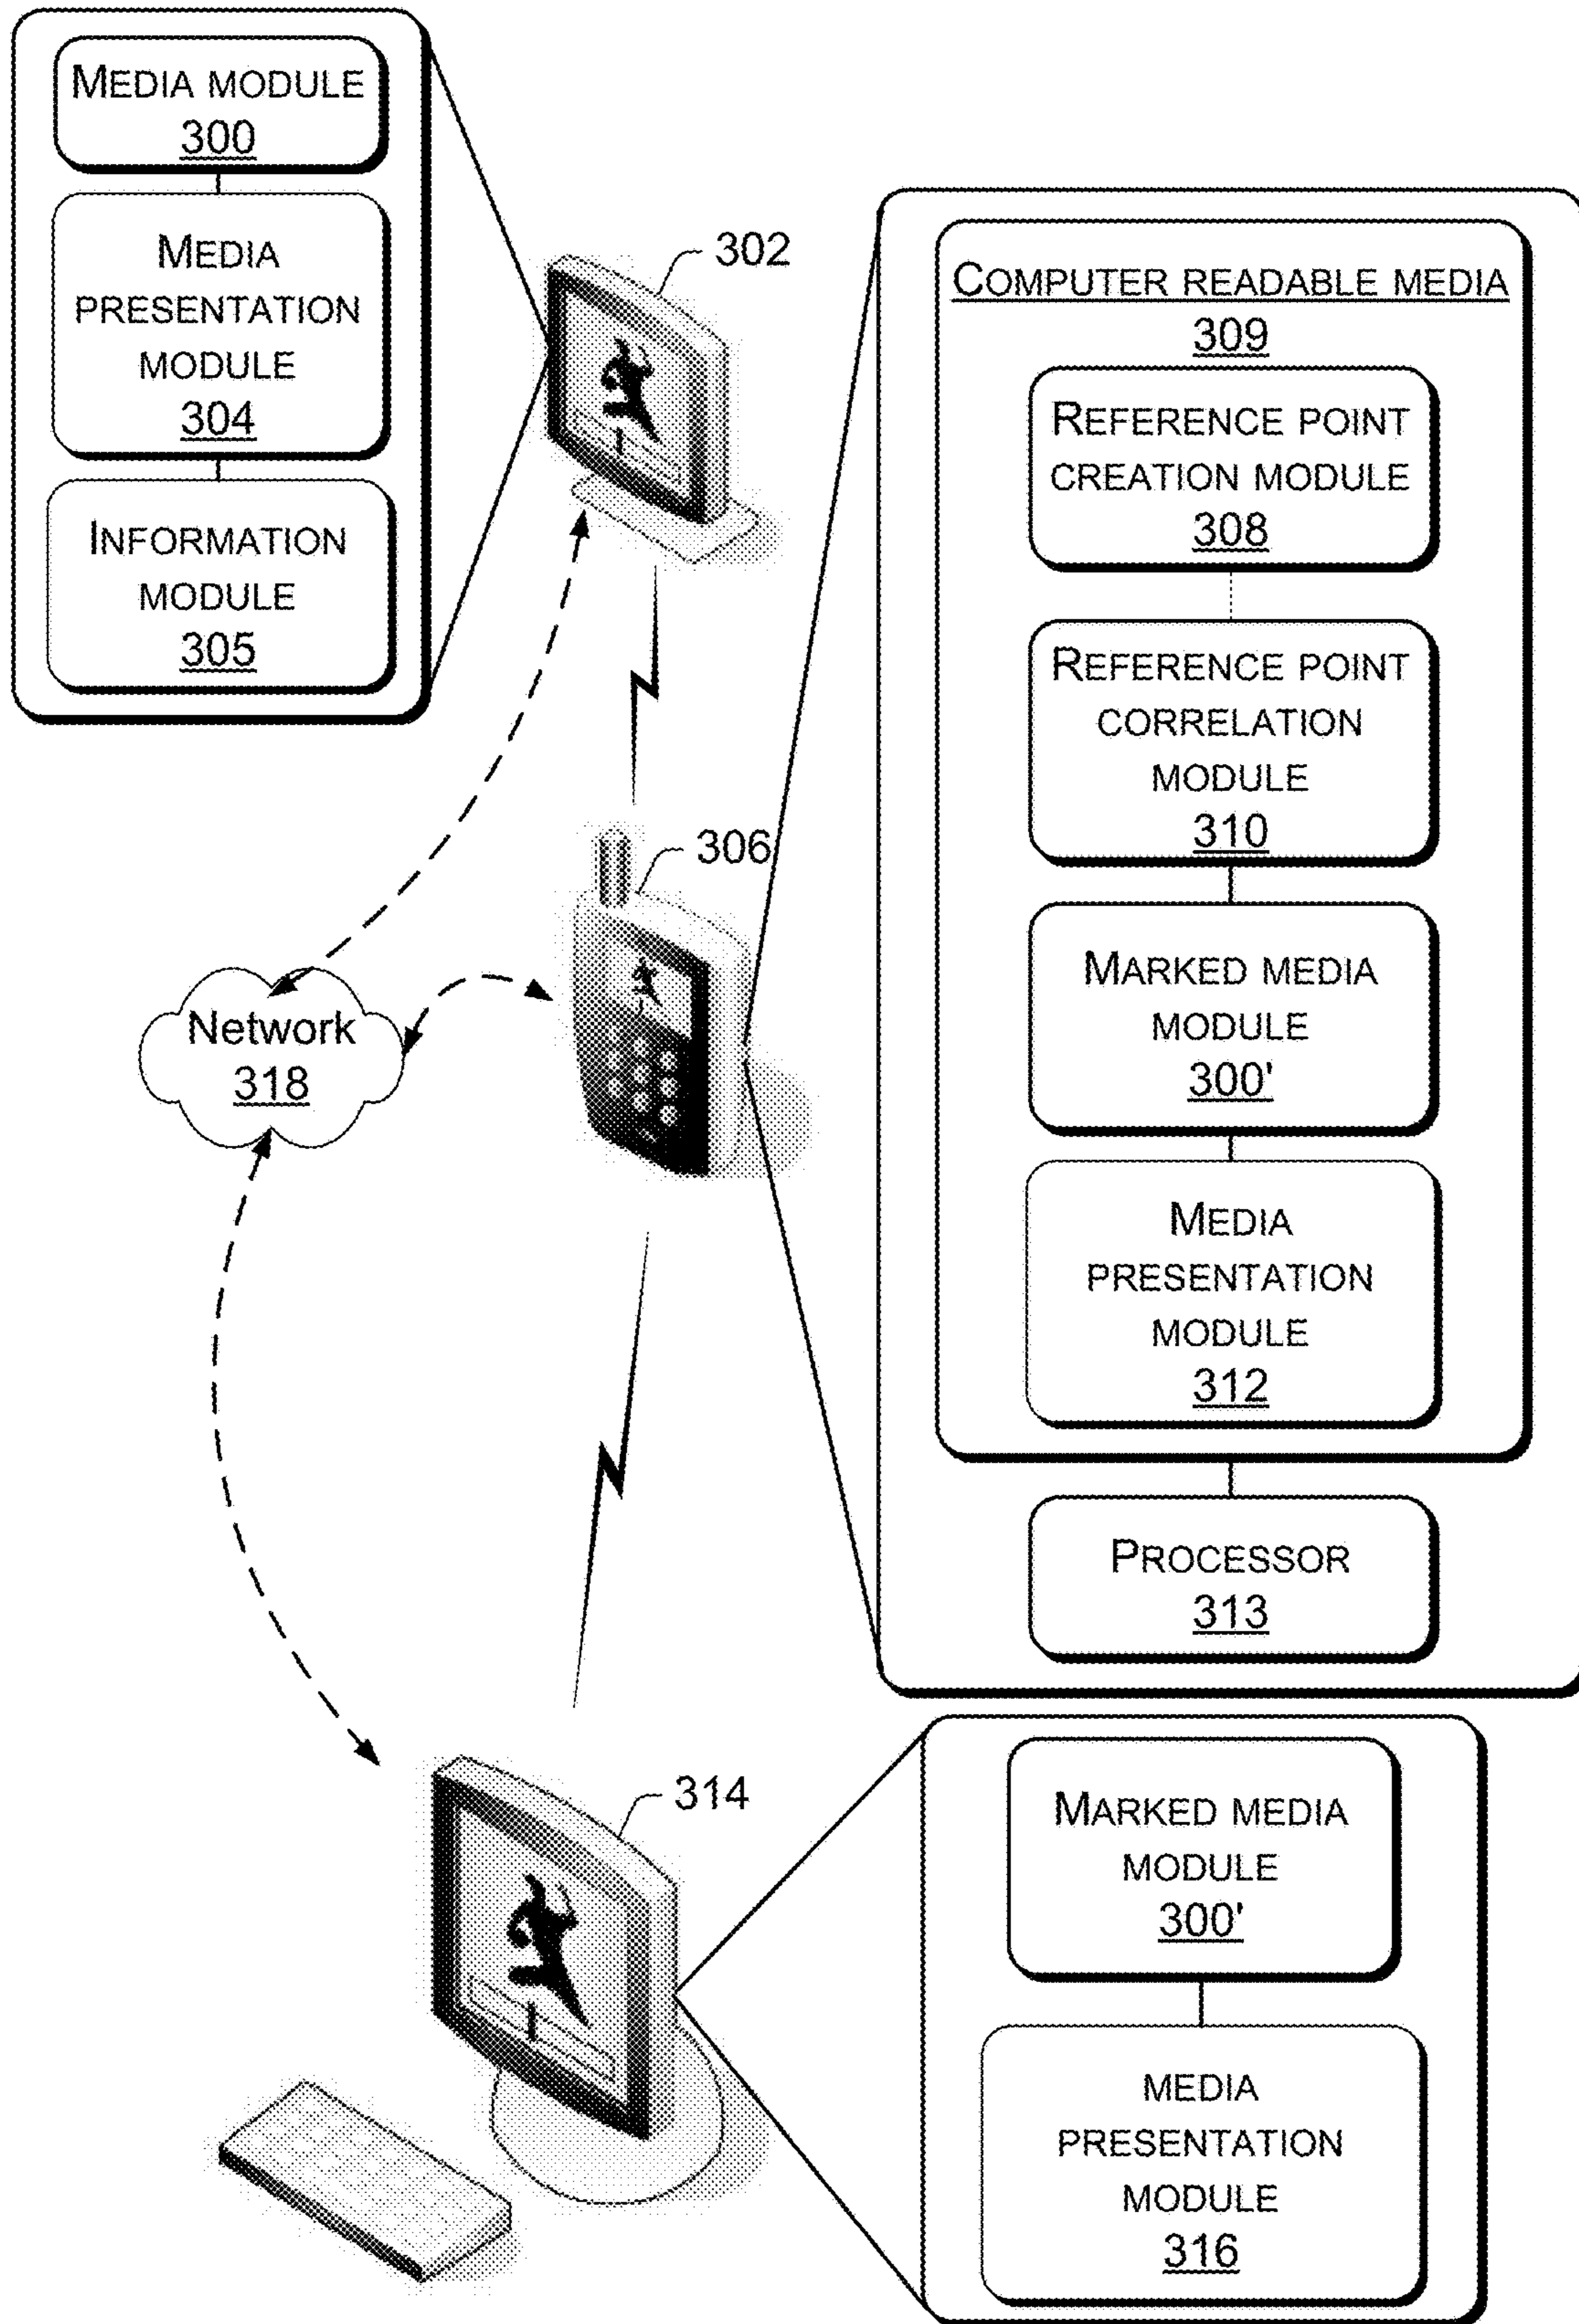 MEDIA MODULE
300
MEDIA
PRESENTATION
MODULE
304
INFORMATION
MODULE
305
302
COMPUTER READABLE MEDIA
309
REFERENCE POINT
CREATION MODULE
308
REFERENCE POINT
CORRELATION
MODULE
310
306
MARKED MEDIA
MODULE
300'
Network
318
MEDIA
PRESENTATION
MODULE
312
PROCESSOR
313
314
MARKED MEDIA
MODULE
300'
MEDIA
PRESENTATION
MODULE
316